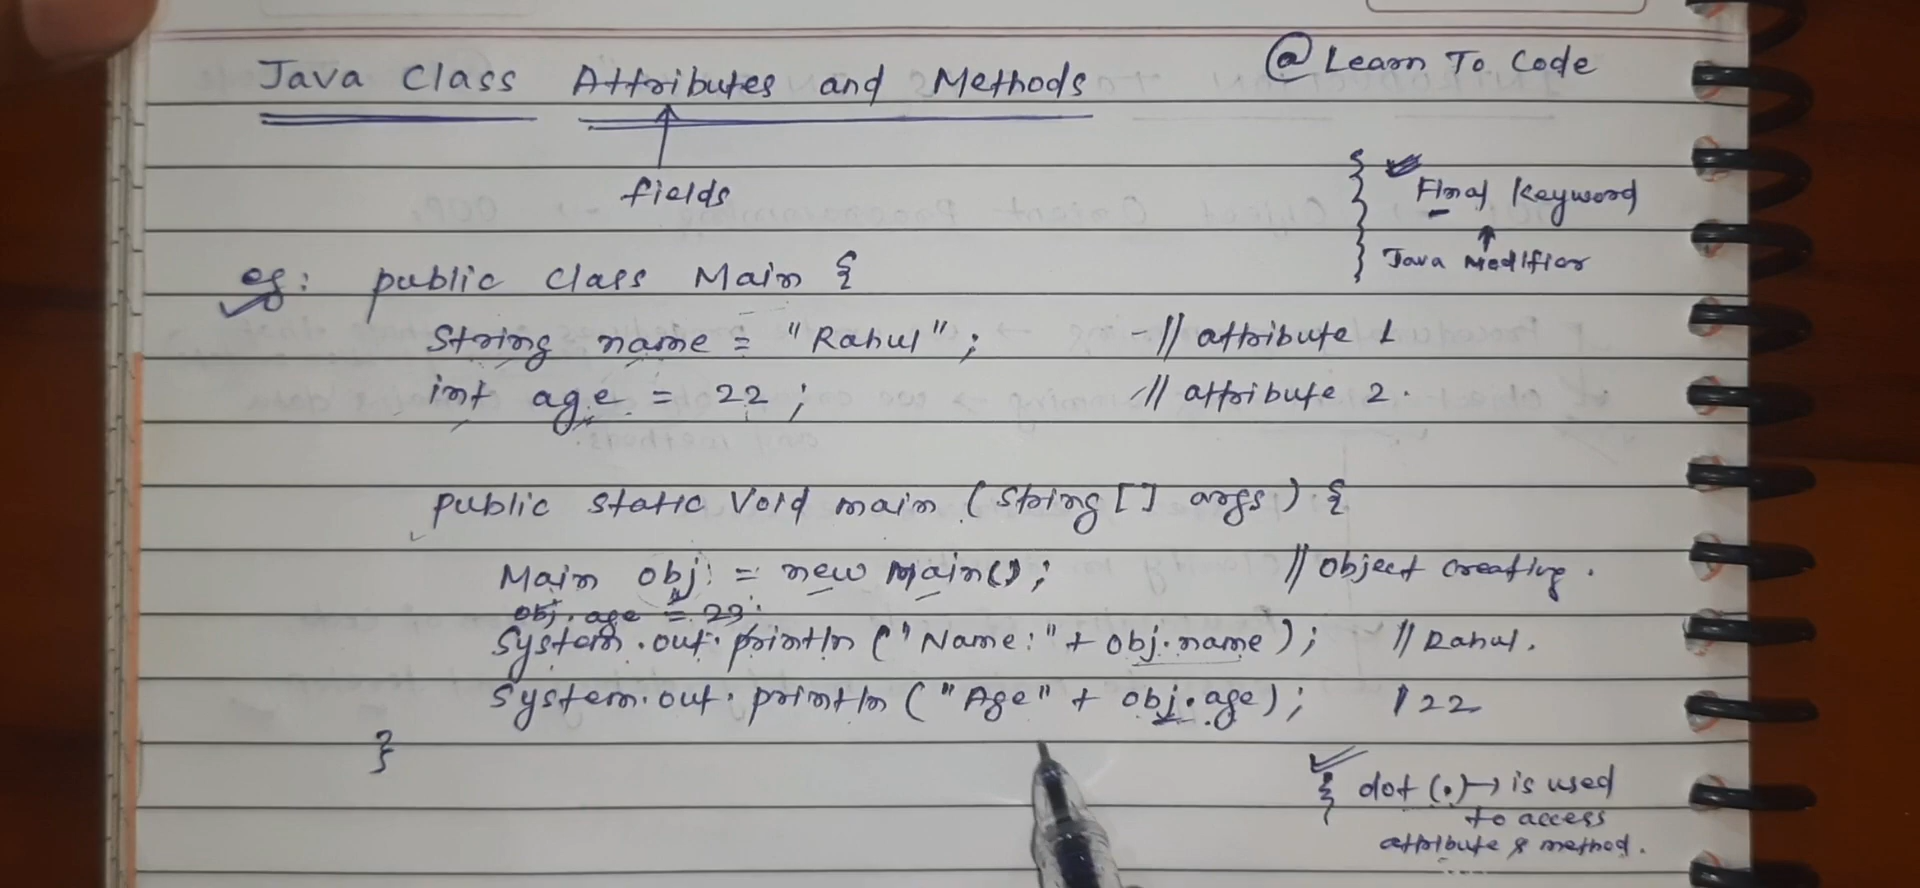 Java Class Attributes and Methods
@ Learn To Code
fields
Final Keyword
Java Modifier
eg: public class Main {
String name = "Rahul"; // attribute 1
int age = 22; // attribute 2.
public static Void main (String [] args) {
Main obj = new Main(); // Object Creating.
obj.age = 23;
System.out.println ("Name:" + obj.name); // Rahul.
System.out.println ("Age" + obj.age); / 22
}
{ dot (.) → is used
to access
attribute & method.